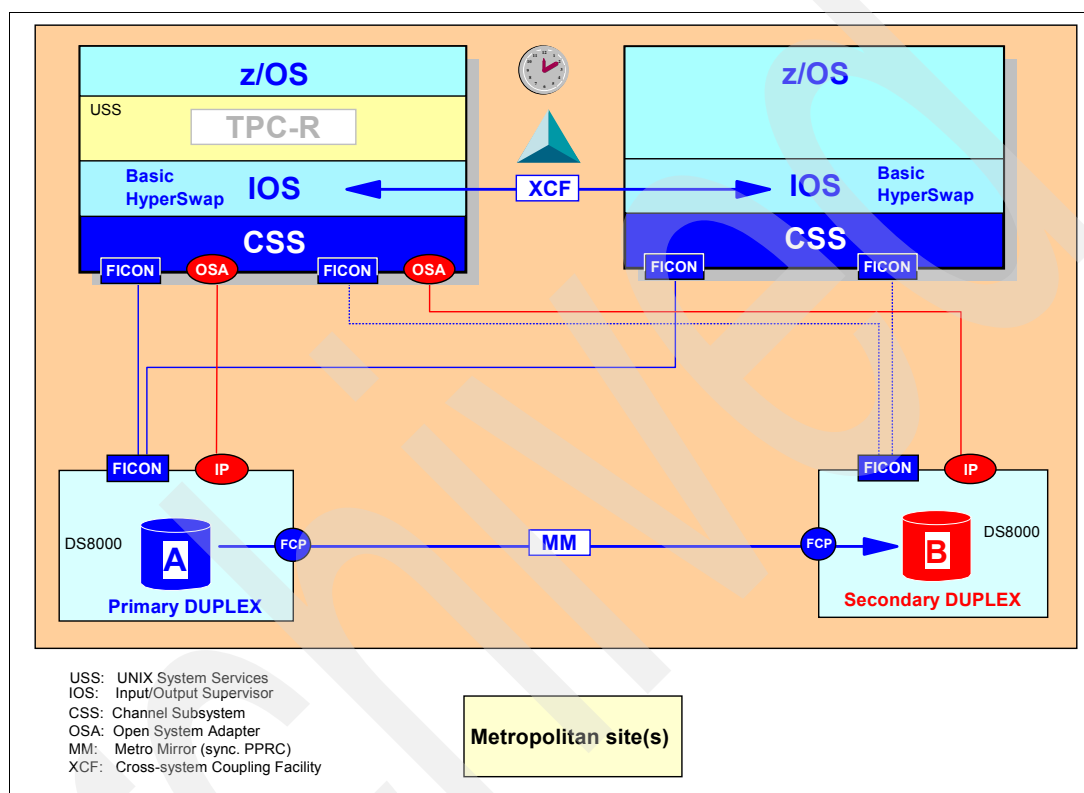 z/OS
USS
TPC-R
Basic
HyperSwap
IOS
CSS
FICON
OSA
FICON
OSA
XCF
z/OS
IOS
Basic
HyperSwap
CSS
FICON
FICON
FICON
IP
DS8000
A
Primary DUPLEX
FCP
MM
FCP
FICON
IP
DS8000
B
Secondary DUPLEX
USS: UNIX System Services
IOS: Input/Output Supervisor
CSS: Channel Subsystem
OSA: Open System Adapter
MM: Metro Mirror (sync. PPRC)
XCF: Cross-system Coupling Facility
Metropolitan site(s)